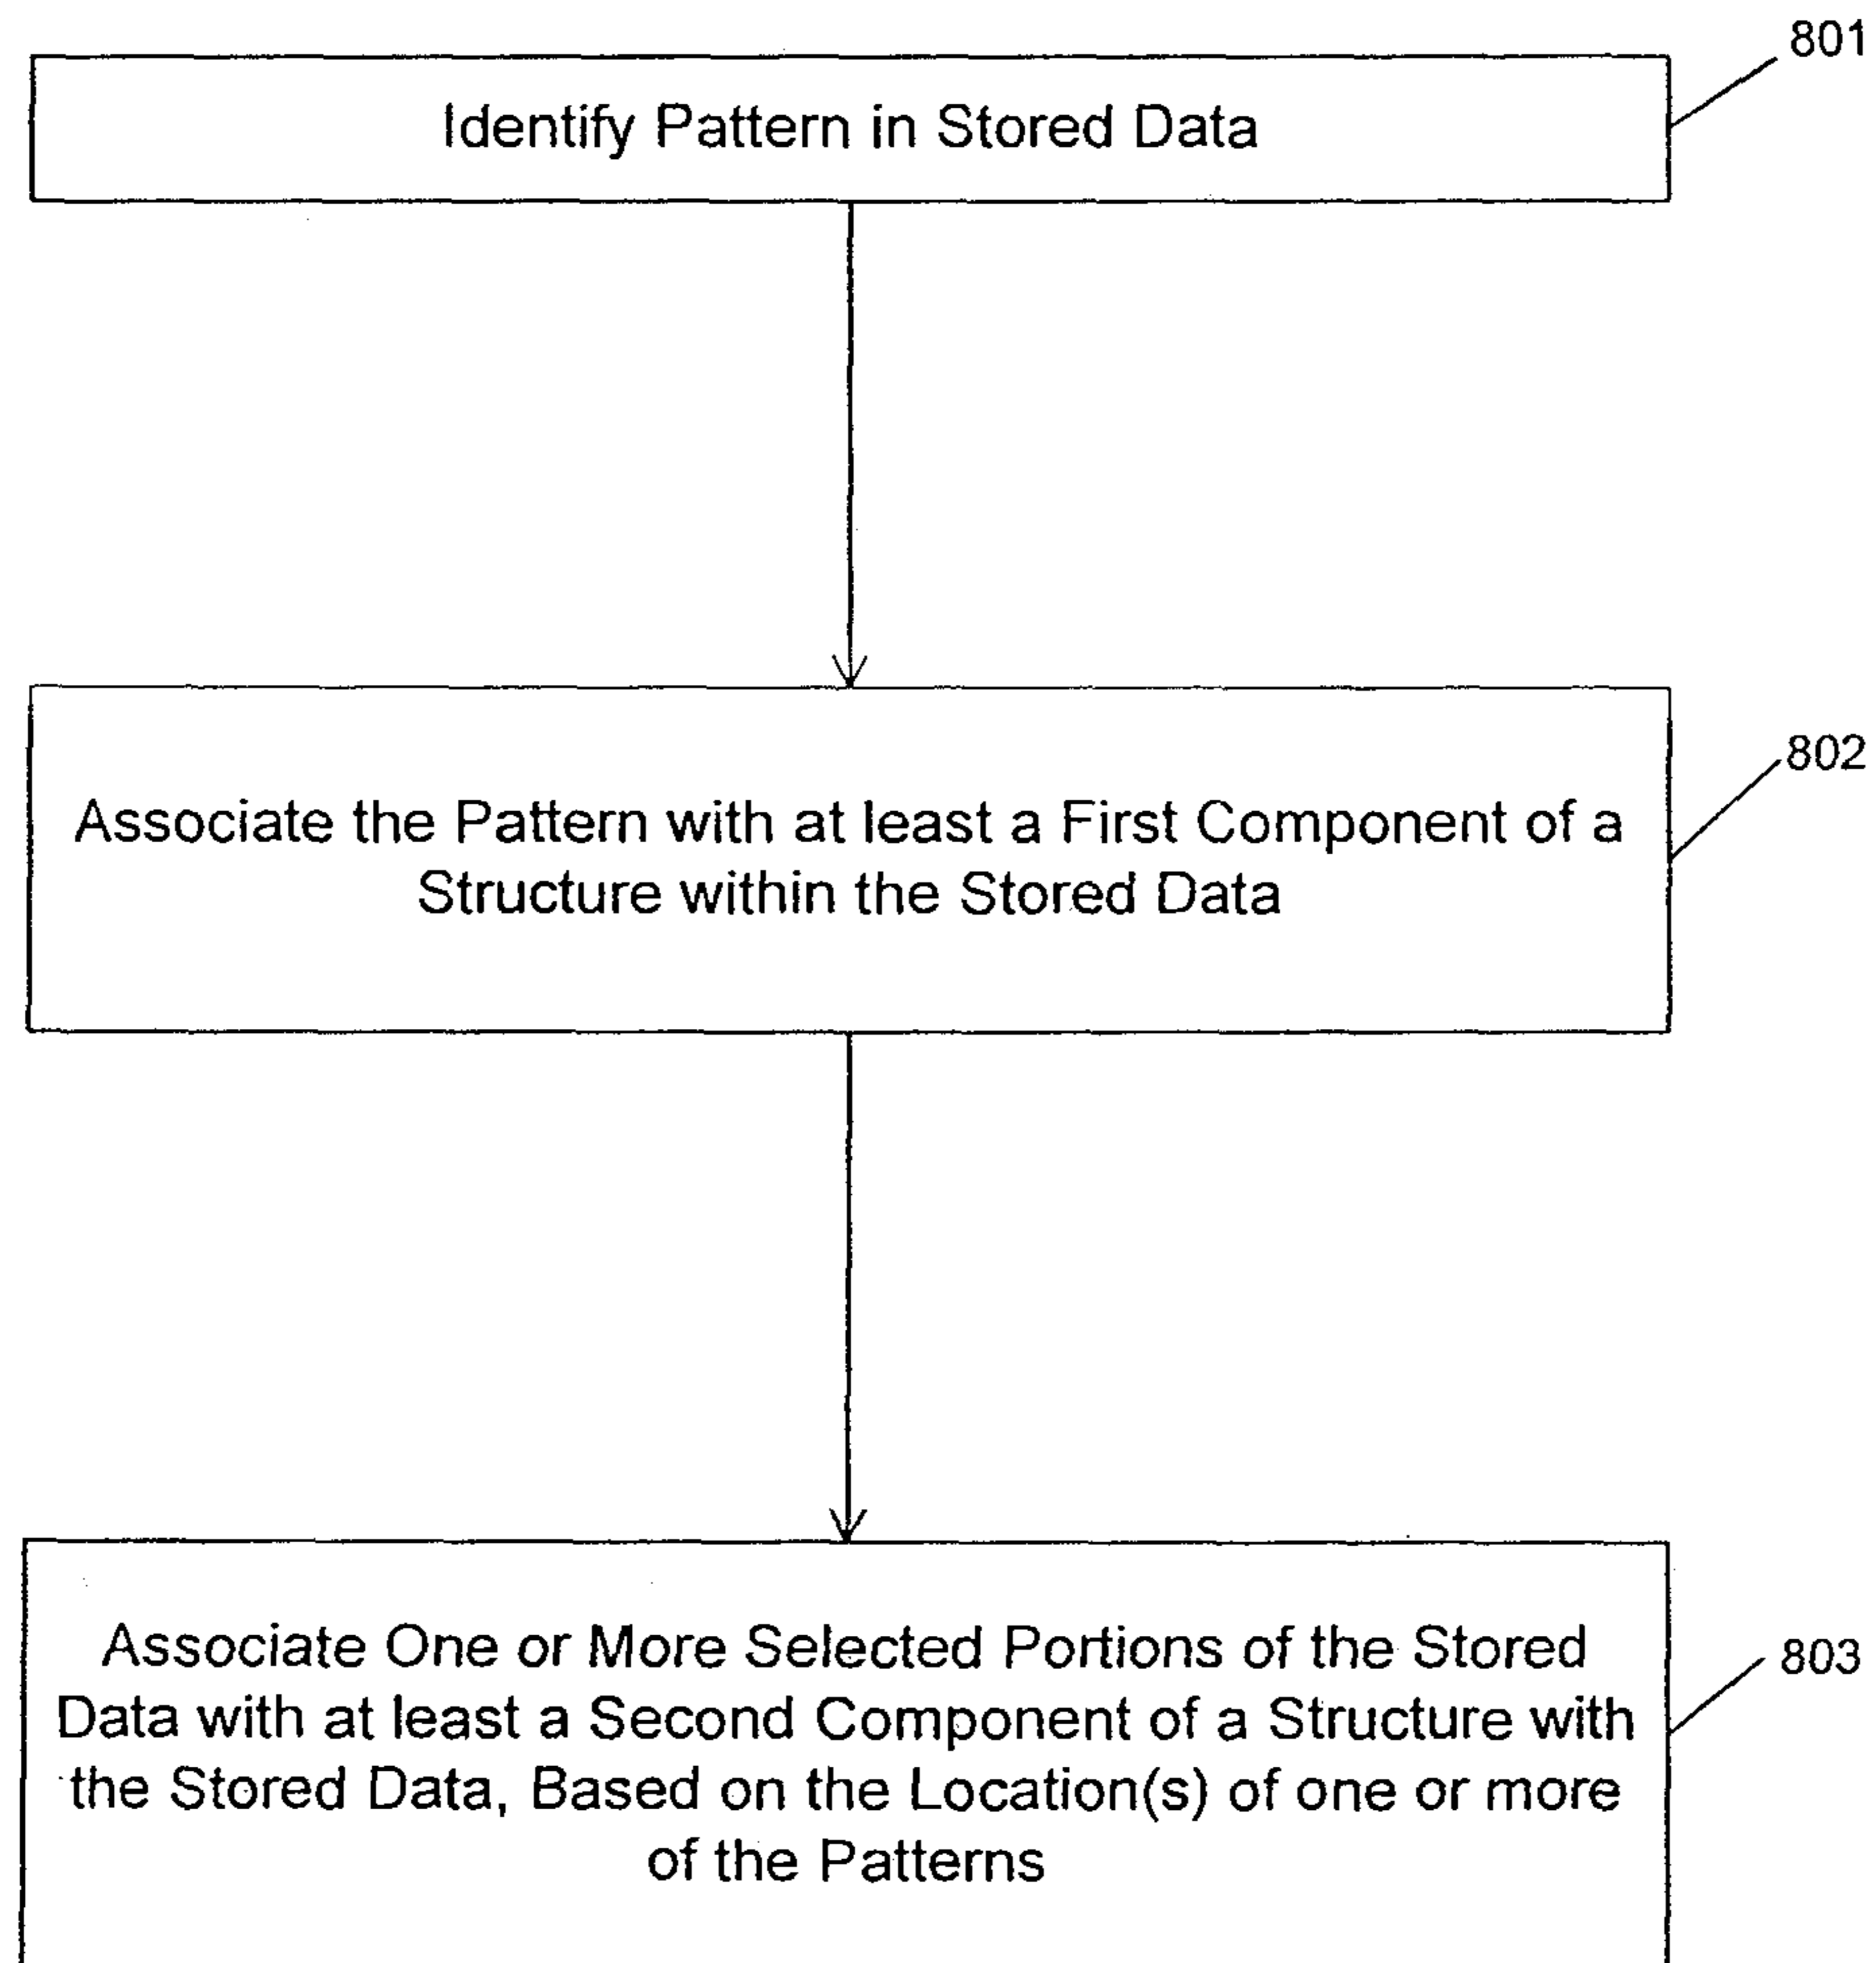 801
Identify Pattern in Stored Data
802
Associate the Pattern with at least a First Component of a
Structure within the Stored Data
803
Associate One or More Selected Portions of the Stored
Data with at least a Second Component of a Structure with
the Stored Data, Based on the Location(s) of one or more
of the Patterns